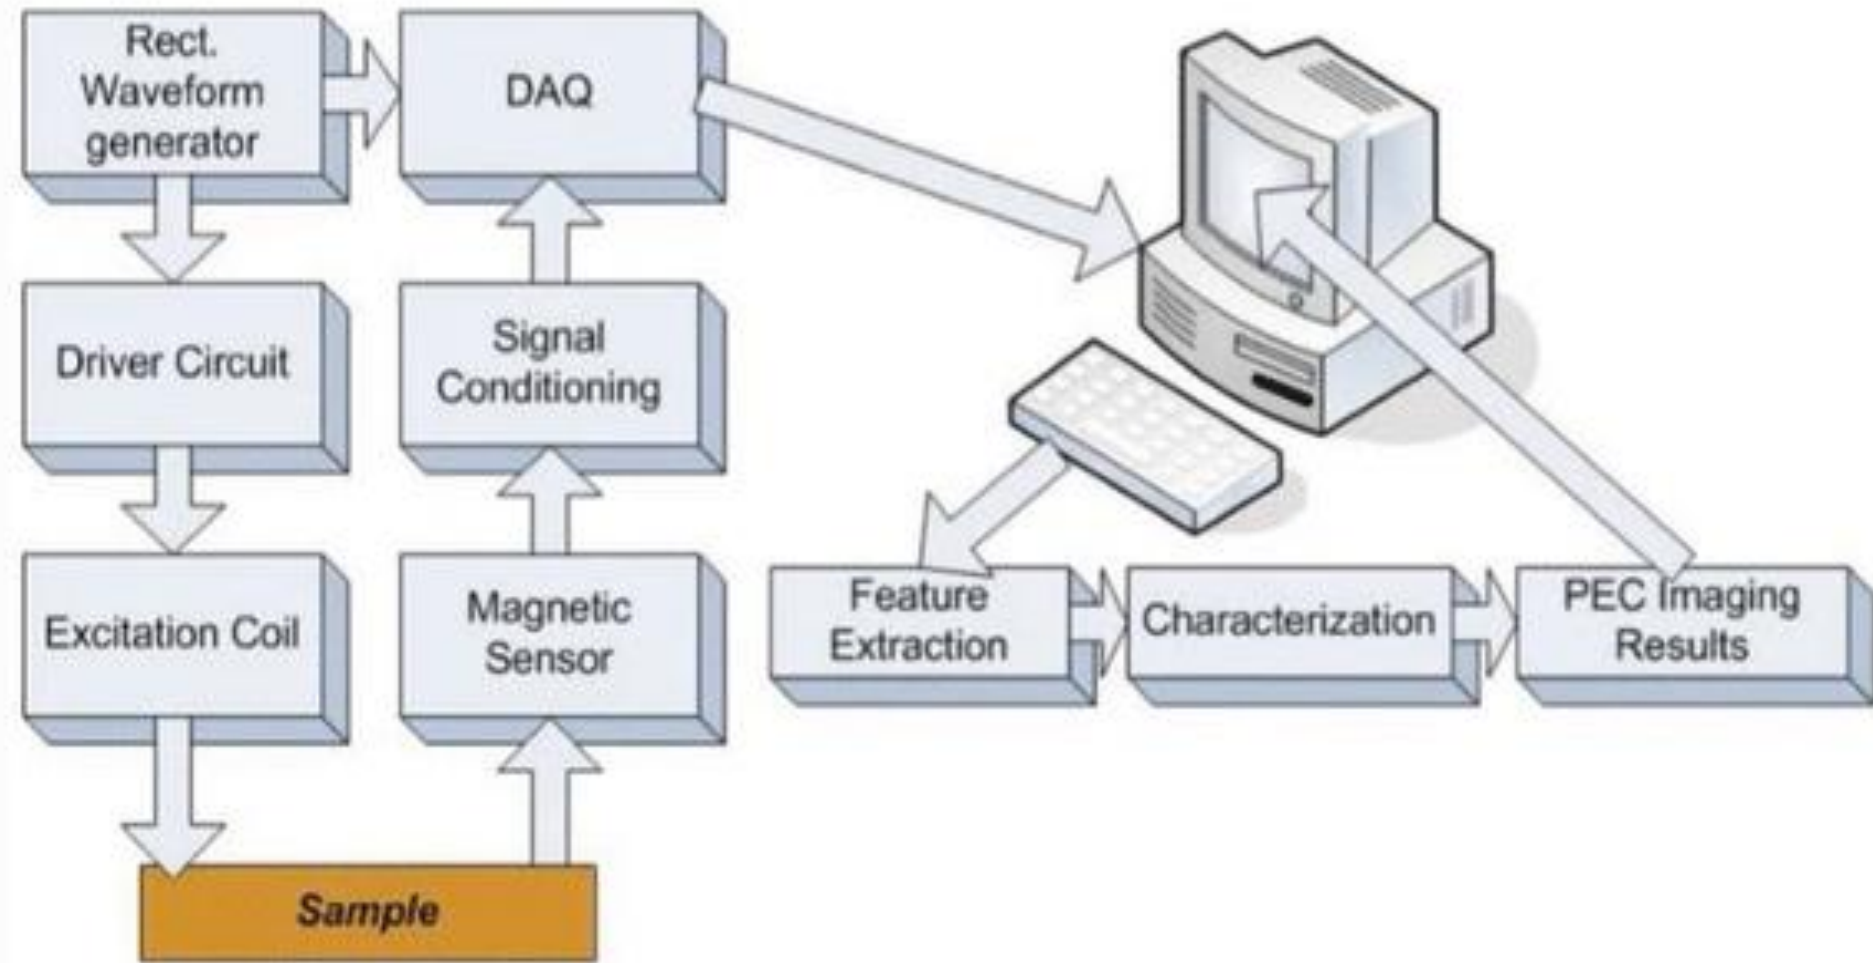 Rect.
Waveform
generator
DAQ
Driver Circuit
Signal
Conditioning
Excitation Coil
Magnetic
Sensor
Feature
Extraction
Characterization
PEC Imaging
Results
Sample